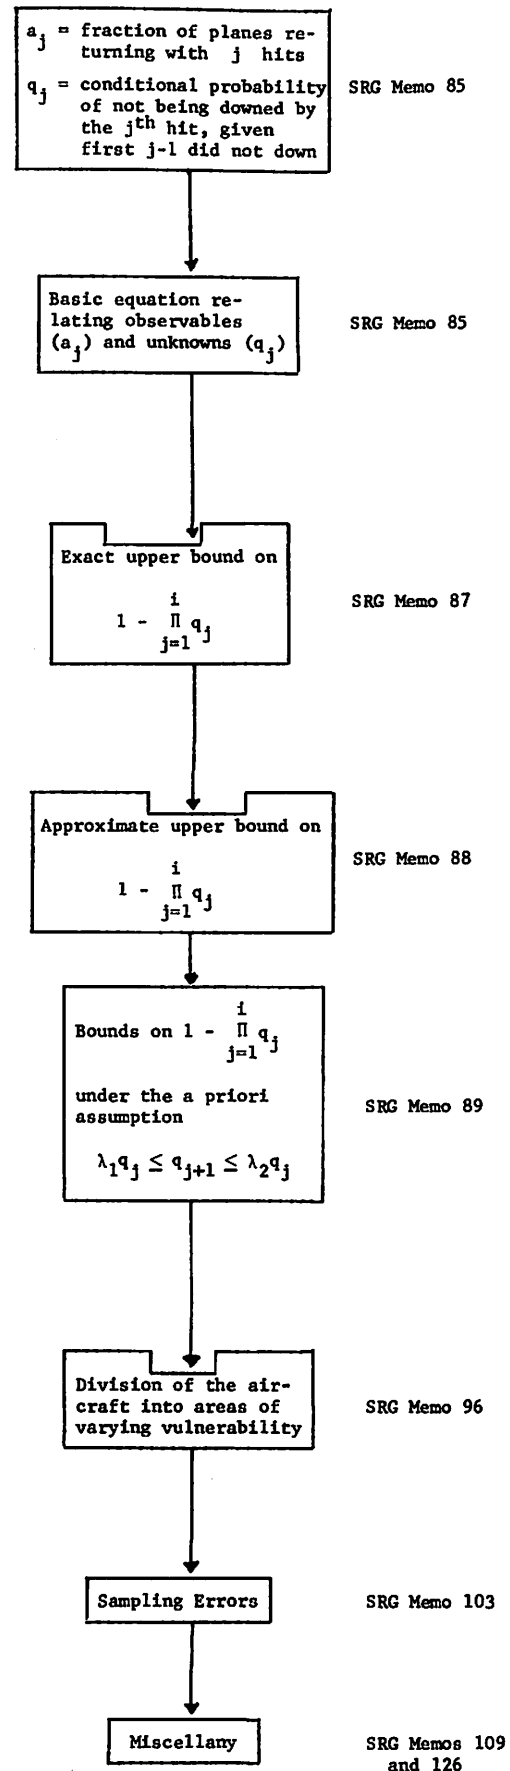 a_j = fraction of planes re-
turning with j hits
q_j = conditional probability
of not being downed by
the j^th hit, given
first j-1 did not down
SRG Memo 85
Basic equation re-
lating observables
(a_j) and unknowns (q_j)
SRG Memo 85
Exact upper bound on
i
1 - Π q_j
j=1
SRG Memo 87
Approximate upper bound on
i
1 - Π q_j
j=1
SRG Memo 88
i
Bounds on 1 - Π q_j
j=1
under the a priori
assumption
λ_1q_j ≤ q_{j+1} ≤ λ_2q_j
SRG Memo 89
Division of the air-
craft into areas of
varying vulnerability
SRG Memo 96
Sampling Errors
SRG Memo 103
Miscellany
SRG Memos 109
and 126